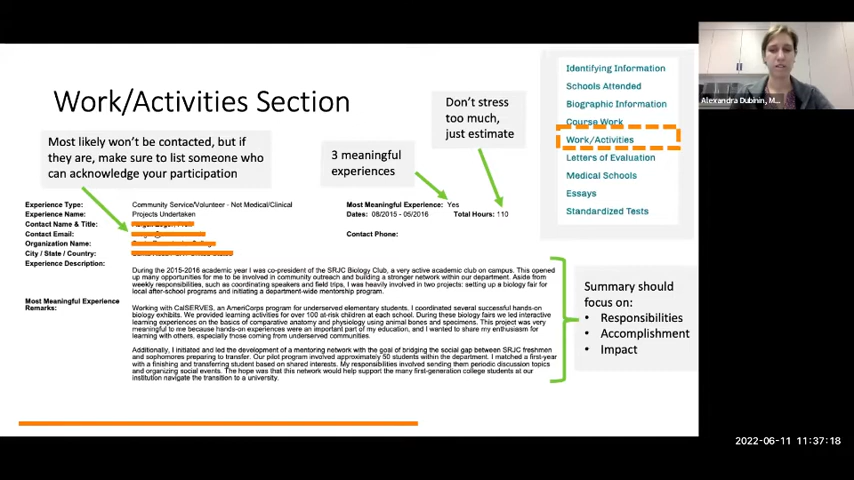 Work/Activities Section
Most likely won't be contacted, but if
they are, make sure to list someone who
can acknowledge your participation
3 meaningful
experiences
Don't stress
too much,
just estimate
Identifying Information
Schools Attended
Biographic Information
Course Work
Work/Activities
Letters of Evaluation
Medical Schools
Essays
Standardized Tests
Alexandra Dubinin, M...
Experience Type: Community Service/Volunteer - Not Medical/Clinical
Most Meaningful Experience: Yes
Experience Name: Projects Undertaken
Dates: 08/2015 - 05/2016 Total Hours: 110
Contact Name & Title:
Contact Email:
Contact Phone:
Organization Name:
City / State / Country:
Experience Description:
During the 2015-2016 academic year I was co-president of the SRJC Biology Club, a very active academic club on campus. This opened
up many opportunities for me to be involved in community outreach and building a stronger network within our department. Aside from
weekly responsibilities, such as coordinating speakers and field trips, I was heavily involved in two projects: setting up a biology fair for
local after-school programs and initiating a department-wide mentorship program.
Most Meaningful Experience
Remarks:
Working with CalSERVES, an AmeriCorps program for underserved elementary students, I coordinated several successful hands-on
biology exhibits. We provided learning activities for over 100 at-risk children at each school. During these biology fairs we led interactive
learning experiences on the basics of comparative anatomy and physiology using animal bones and specimens. This project was very
meaningful to me because hands-on experiences were an important part of my education, and I wanted to share my enthusiasm for
learning with others, especially those coming from underserved communities.
Additionally, I initiated and led the development of a mentoring network with the goal of bridging the social gap between SRJC freshmen
and sophomores preparing to transfer. Our pilot program involved approximately 50 students within the department. I matched a first-year
with a finishing and transferring student based on shared interests. My responsibilities involved sending them periodic discussion topics
and organizing social events. The hope was that this network would help support the many first-generation college students at our
institution navigate the transition to a university.
Summary should
focus on:
• Responsibilities
• Accomplishment
• Impact
2022-06-11 11:37:18